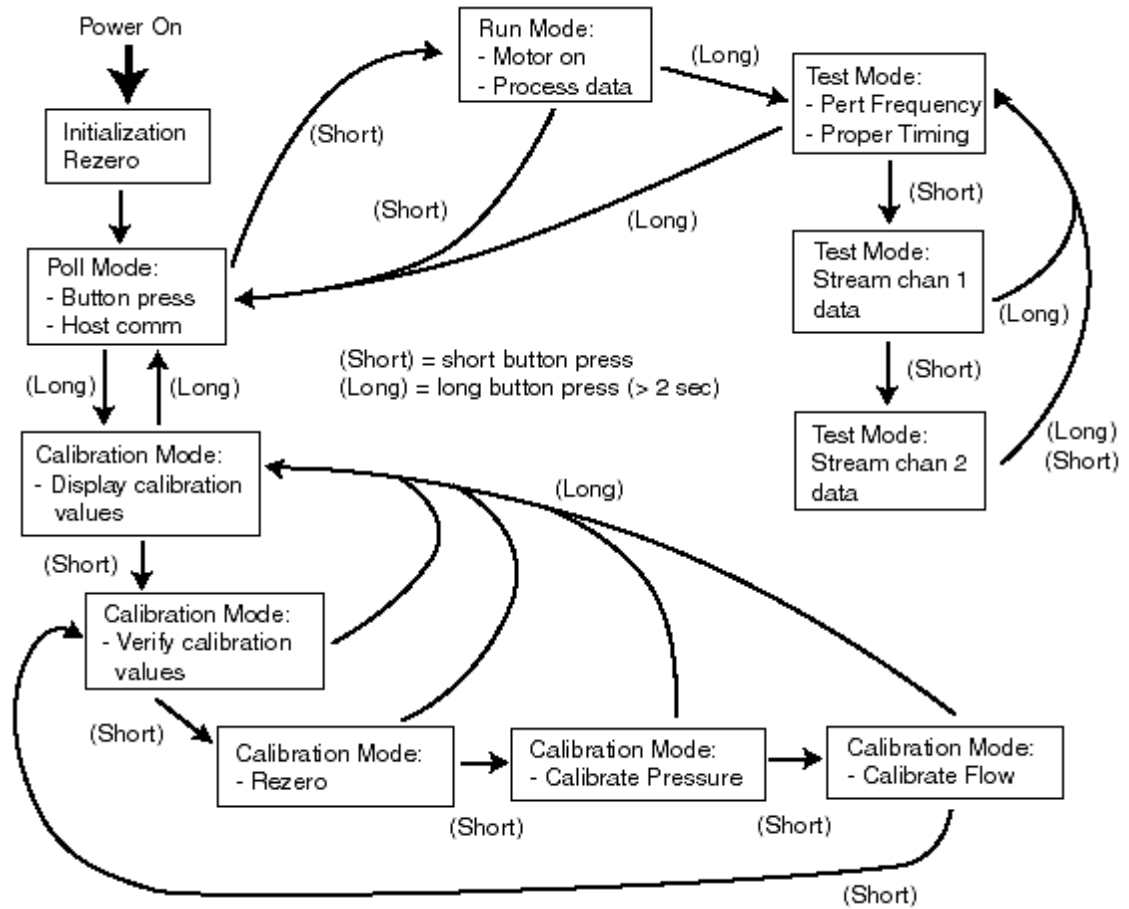 Power On
Initialization
Rezero
Poll Mode:
- Button press
- Host comm
(Short)
Run Mode:
- Motor on
- Process data
(Long)
Test Mode:
- Pert Frequency
- Proper Timing
(Short)
(Long)
(Short)
Test Mode:
Stream chan 1
data
(Long)
(Short)
Test Mode:
Stream chan 2
data
(Long)
(Short)
(Short) = short button press
(Long) = long button press (> 2 sec)
(Long)
(Long)
Calibration Mode:
- Display calibration
values
(Long)
(Short)
Calibration Mode:
- Verify calibration
values
(Short)
Calibration Mode:
- Rezero
(Short)
Calibration Mode:
- Calibrate Pressure
(Short)
Calibration Mode:
- Calibrate Flow
(Short)